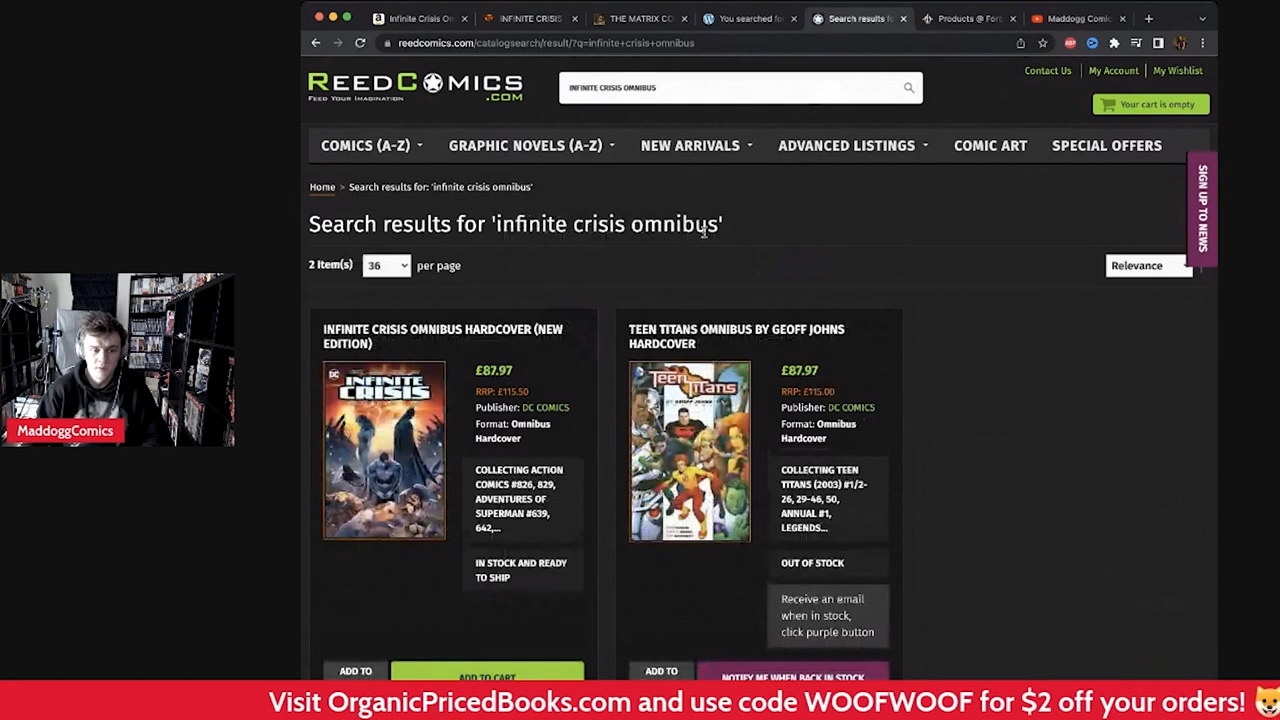 Infinite Crisis On
INFINITE CRISIS
THE MATRIX CO
You searched fo
Search results fo
Products @ For
Maddogg Comic
reedcomics.com/catalogsearch/result/?q=infinite+crisis+omnibus
REEDCOMICS
.COM
FEED YOUR IMAGINATION
INFINITE CRISIS OMNIBUS
Contact Us
My Account
My Wishlist
Your cart is empty
COMICS (A-Z)
GRAPHIC NOVELS (A-Z)
NEW ARRIVALS
ADVANCED LISTINGS
COMIC ART
SPECIAL OFFERS
SIGN UP TO NEWS
Home > Search results for: 'infinite crisis omnibus'
Search results for 'infinite crisis omnibus'
2 Item(s) 36 per page
Relevance
INFINITE CRISIS OMNIBUS HARDCOVER (NEW
EDITION)
DC
INFINITE
CRISIS
£87.97
RRP: £115.50
Publisher: DC COMICS
Format: Omnibus
Hardcover
COLLECTING ACTION
COMICS #826, 829,
ADVENTURES OF
SUPERMAN #639,
642,...
IN STOCK AND READY
TO SHIP
ADD TO
ADD TO CART
TEEN TITANS OMNIBUS BY GEOFF JOHNS
HARDCOVER
Teen Titans
£87.97
RRP: £115.00
Publisher: DC COMICS
Format: Omnibus
Hardcover
COLLECTING TEEN
TITANS (2003) #1/2-
26, 29-46, 50,
ANNUAL #1,
LEGENDS...
OUT OF STOCK
Receive an email
when in stock,
click purple button
ADD TO
NOTIFY ME WHEN BACK IN STOCK
MaddoggComics
Visit OrganicPricedBooks.com and use code WOOFWOOF for $2 off your orders!